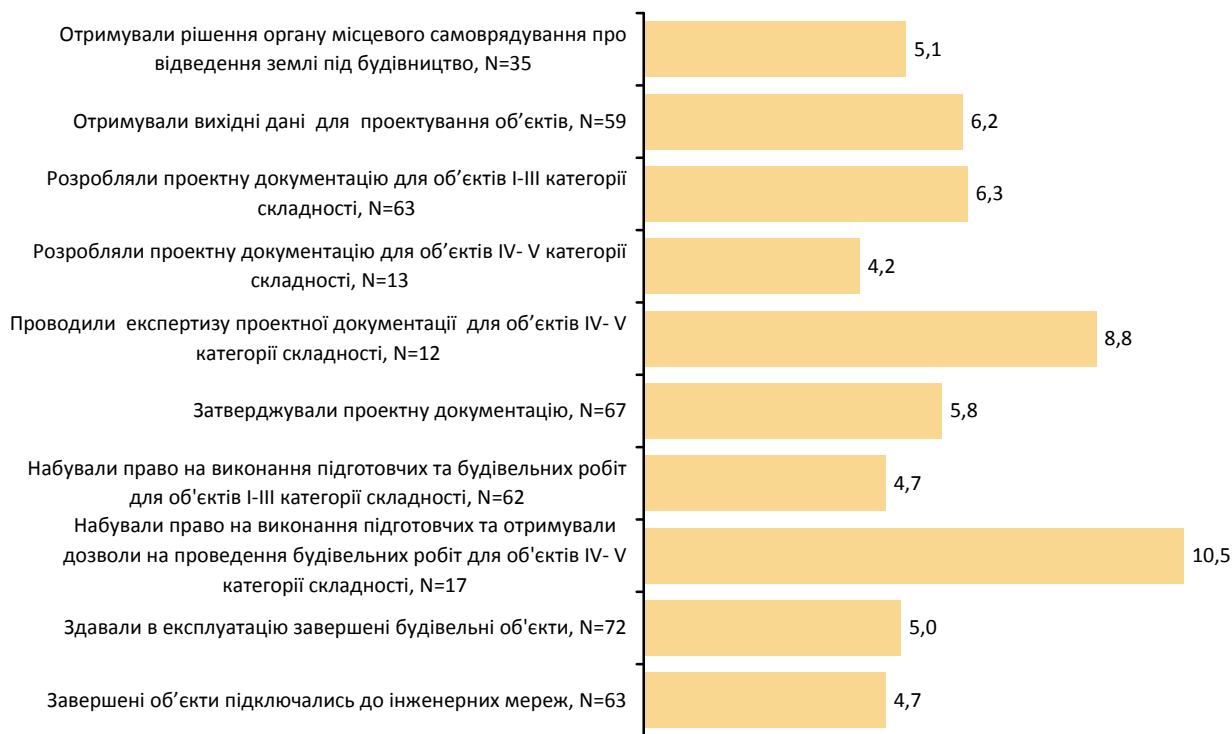 Отримували рішення органу місцевого самоврядування про
відведення землі під будівництво, N=35
5,1
Отримували вихідні дані для проектування об’єктів, N=59
6,2
Розробляли проектну документацію для об’єктів I-III категорії
складності, N=63
6,3
Розробляли проектну документацію для об’єктів IV- V категорії
складності, N=13
4,2
Проводили експертизу проектної документації для об’єктів IV- V
категорії складності, N=12
8,8
Затверджували проектну документацію, N=67
5,8
Набували право на виконання підготовчих та будівельних робіт
для об'єктів I-III категорії складності, N=62
4,7
Набували право на виконання підготовчих та отримували
дозволи на проведення будівельних робіт для об'єктів IV- V
категорії складності, N=17
10,5
Здавали в експлуатацію завершені будівельні об'єкти, N=72
5,0
Завершені об’єкти підключались до інженерних мереж, N=63
4,7